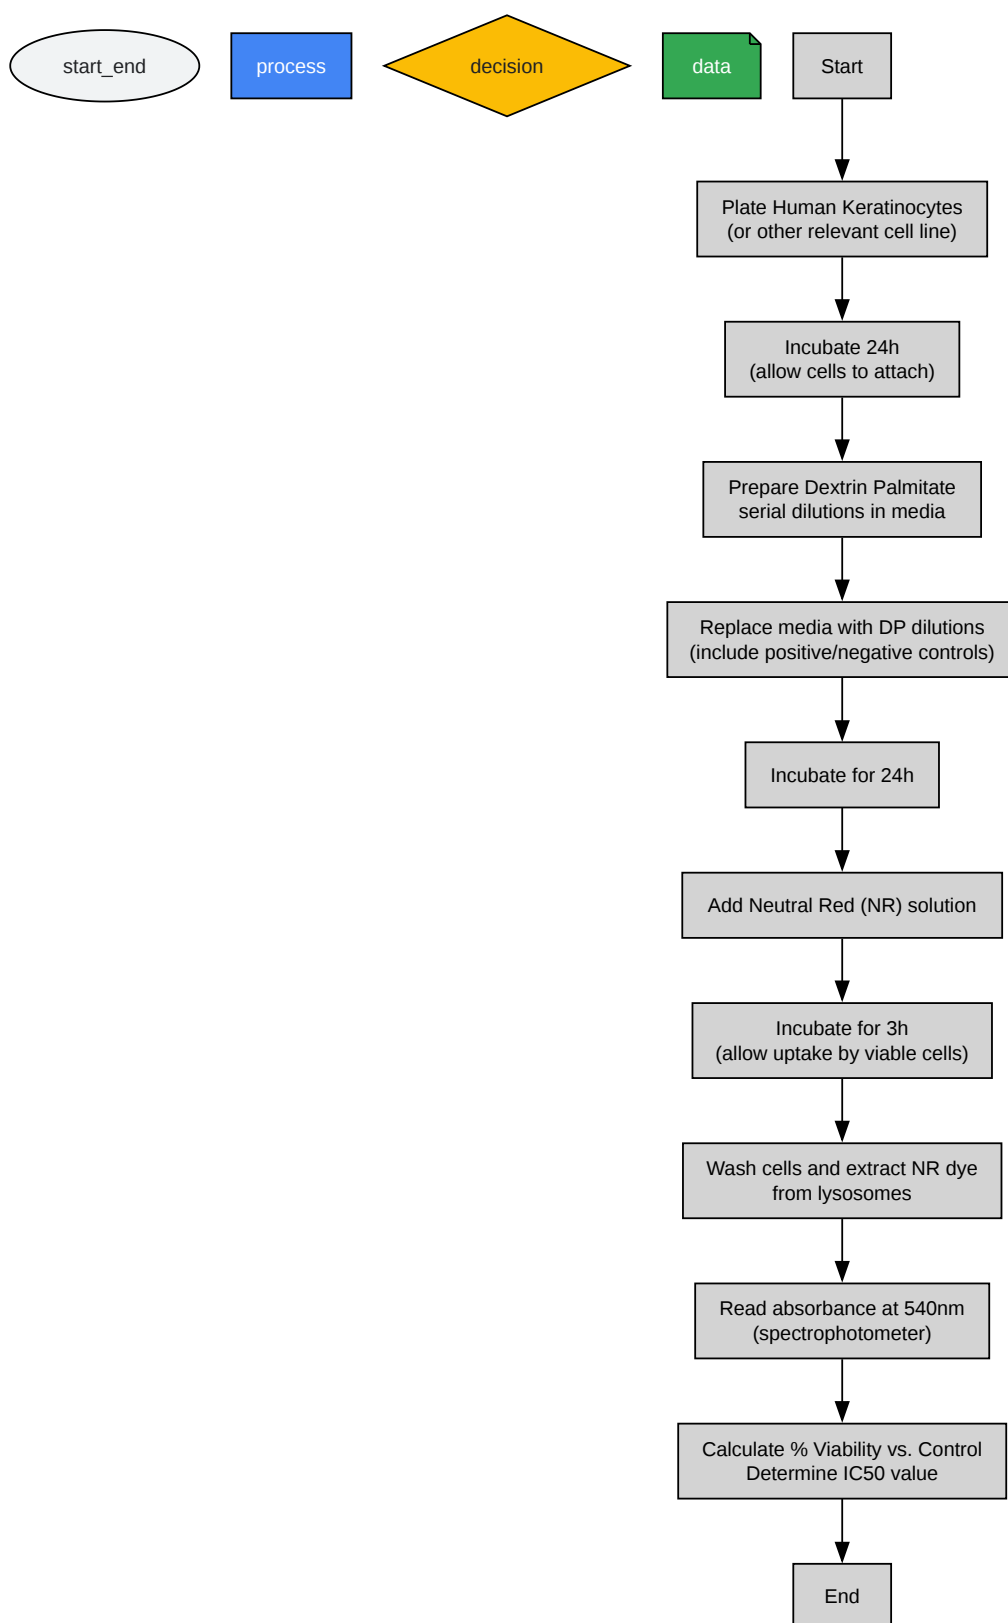 start_end
process
decision
data
Start
Plate Human Keratinocytes
(or other relevant cell line)
Incubate 24h
(allow cells to attach)
Prepare Dextrin Palmitate
serial dilutions in media
Replace media with DP dilutions
(include positive/negative controls)
Incubate for 24h
Add Neutral Red (NR) solution
Incubate for 3h
(allow uptake by viable cells)
Wash cells and extract NR dye
from lysosomes
Read absorbance at 540nm
(spectrophotometer)
Calculate % Viability vs. Control
Determine IC50 value
End